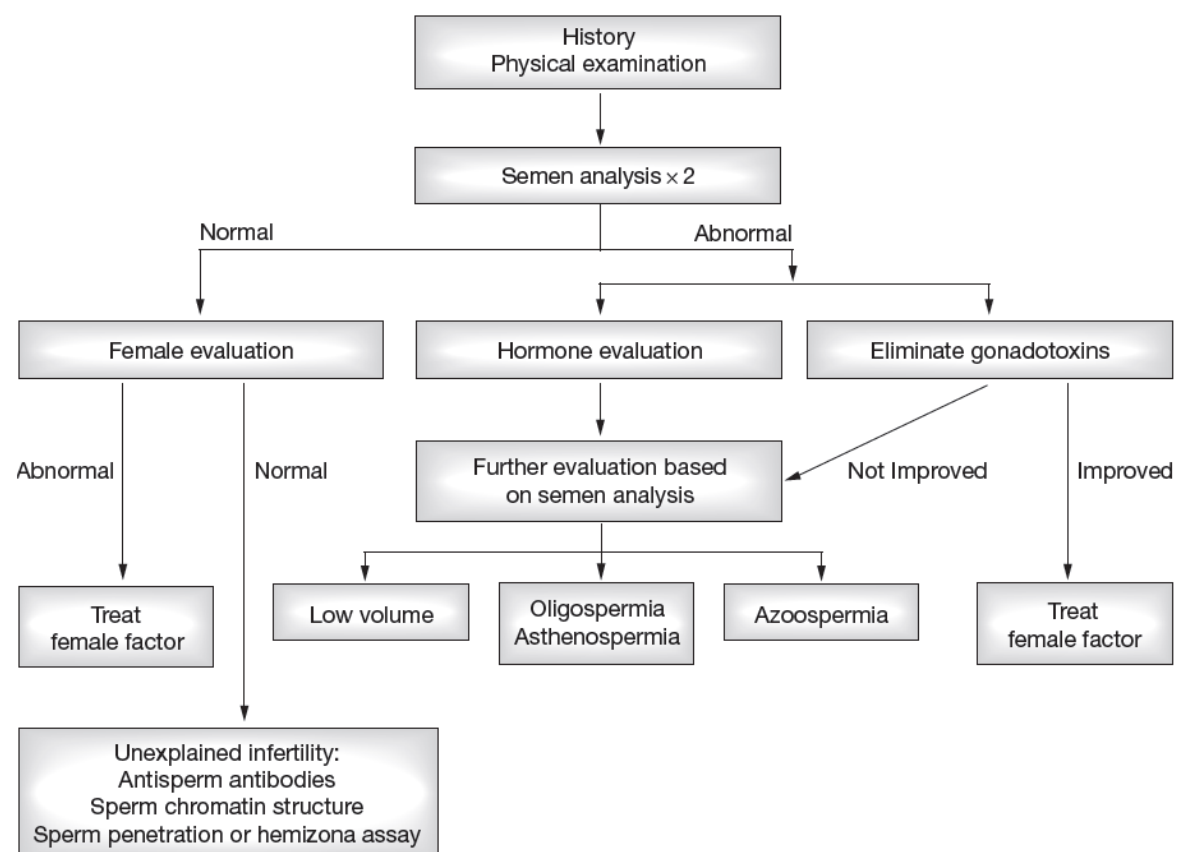 History
Physical examination
Semen analysis × 2
Normal
Abnormal
Female evaluation
Hormone evaluation
Eliminate gonadotoxins
Abnormal
Normal
Further evaluation based
on semen analysis
Not Improved
Improved
Treat
female factor
Low volume
Oligospermia
Asthenospermia
Azoospermia
Treat
female factor
Unexplained infertility:
Antisperm antibodies
Sperm chromatin structure
Sperm penetration or hemizona assay